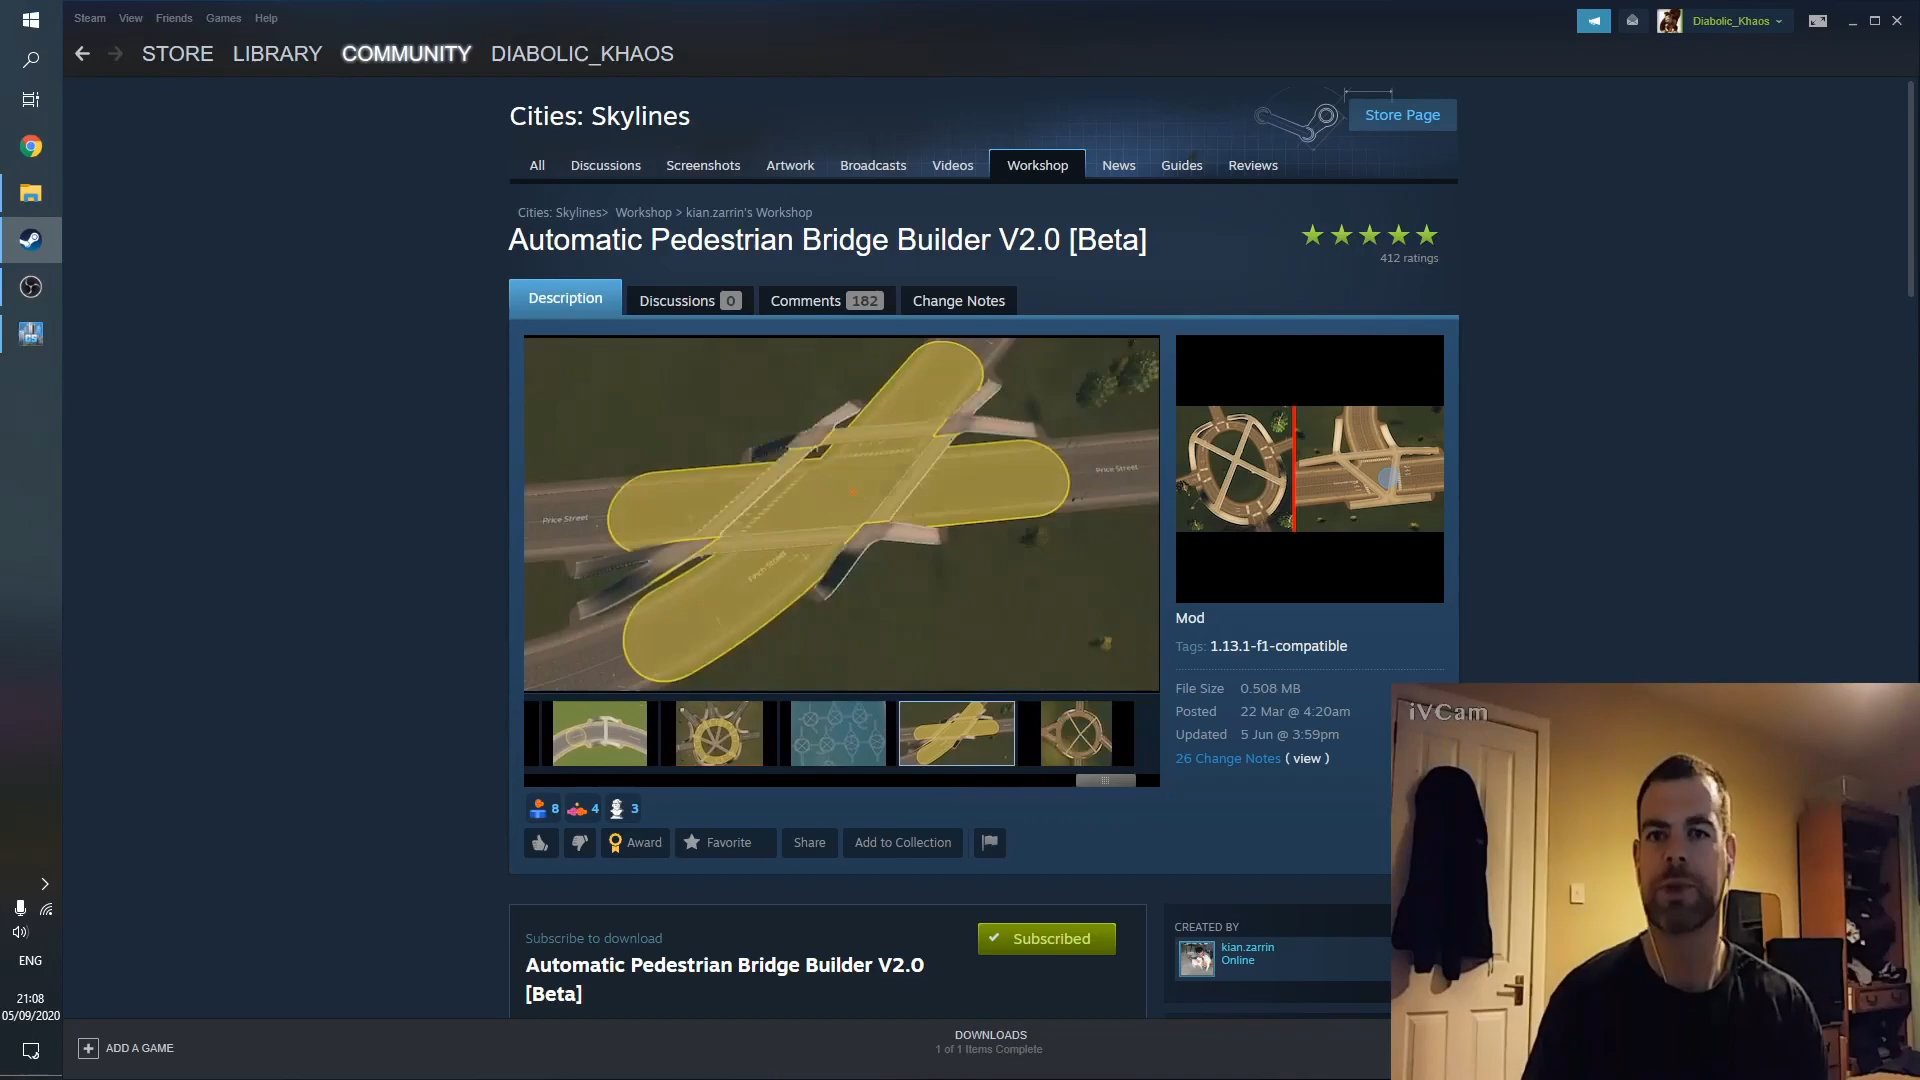 Steam View Friends Games Help
Diabolic_Khaos
STORE LIBRARY COMMUNITY DIABOLIC_KHAOS
Cities: Skylines
Store Page
All Discussions Screenshots Artwork Broadcasts Videos Workshop News Guides Reviews
Cities: Skylines> Workshop > kian.zarrin's Workshop
Automatic Pedestrian Bridge Builder V2.0 [Beta]
412 ratings
Description Discussions 0 Comments 182 Change Notes
Price Street
Price Street
Finch Street
Mod
Tags: 1.13.1-f1-compatible
File Size 0.508 MB
Posted 22 Mar @ 4:20am
Updated 5 Jun @ 3:59pm
26 Change Notes ( view )
iVCam
8 4 3
Award Favorite Share Add to Collection
Subscribe to download
Automatic Pedestrian Bridge Builder V2.0
[Beta]
Subscribed
CREATED BY
kian.zarrin
Online
ENG
21:08
05/09/2020
ADD A GAME
DOWNLOADS
1 of 1 Items Complete